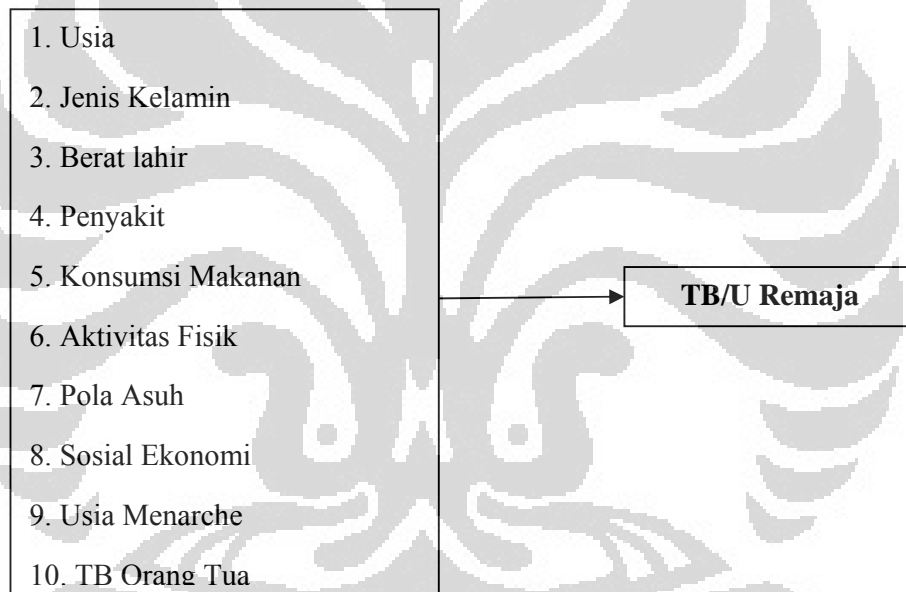 1. Usia
2. Jenis Kelamin
3. Berat lahir
4. Penyakit
5. Konsumsi Makanan
6. Aktivitas Fisik
7. Pola Asuh
8. Sosial Ekonomi
9. Usia Menarche
10. TB Orang Tua
TB/U Remaja